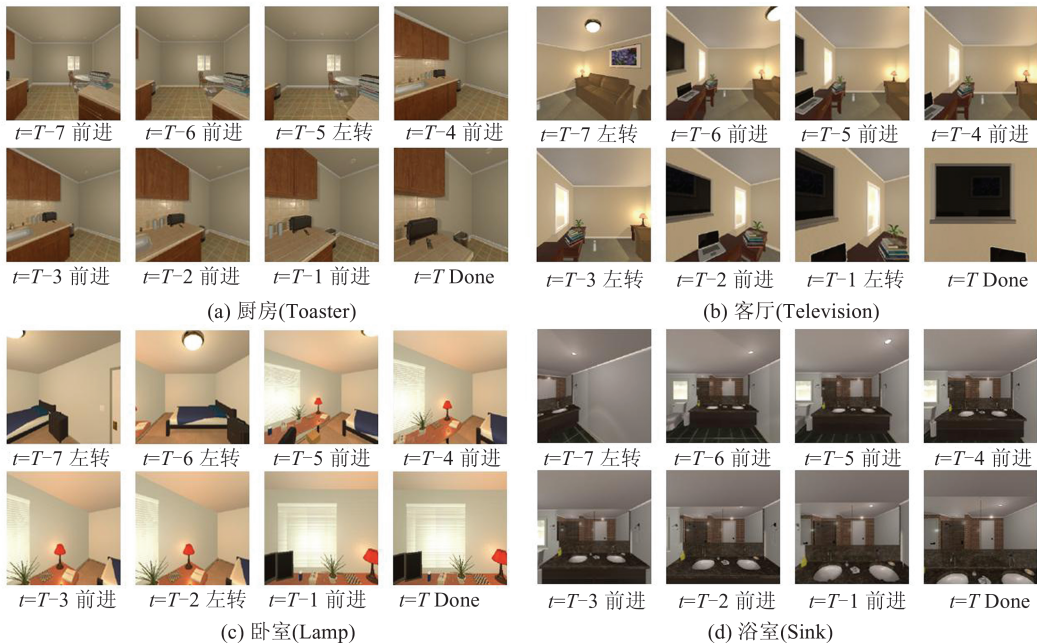 t=T-7 前进 t=T-6 前进 t=T-5 左转 t=T-4 前进
t=T-3 前进 t=T-2 前进 t=T-1 前进 t=T Done
(a) 厨房(Toaster)
t=T-7 左转 t=T-6 前进 t=T-5 前进 t=T-4 前进
t=T-3 左转 t=T-2 前进 t=T-1 左转 t=T Done
(b) 客厅(Television)
t=T-7 左转 t=T-6 左转 t=T-5 前进 t=T-4 前进
t=T-3 前进 t=T-2 左转 t=T-1 前进 t=T Done
(c) 卧室(Lamp)
t=T-7 左转 t=T-6 前进 t=T-5 前进 t=T-4 前进
t=T-3 前进 t=T-2 前进 t=T-1 前进 t=T Done
(d) 浴室(Sink)